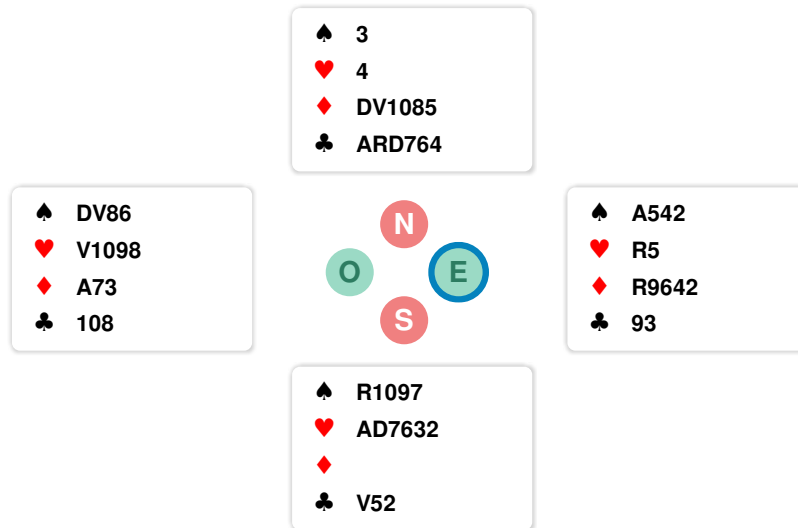 ♠ 3
♥ 4
♦ DV1085
♣ ARD764
♠ DV86
♥ V1098
♦ A73
♣ 108
N
O
E
S
♠ A542
♥ R5
♦ R9642
♣ 93
♠ R1097
♥ AD7632
♦
♣ V52